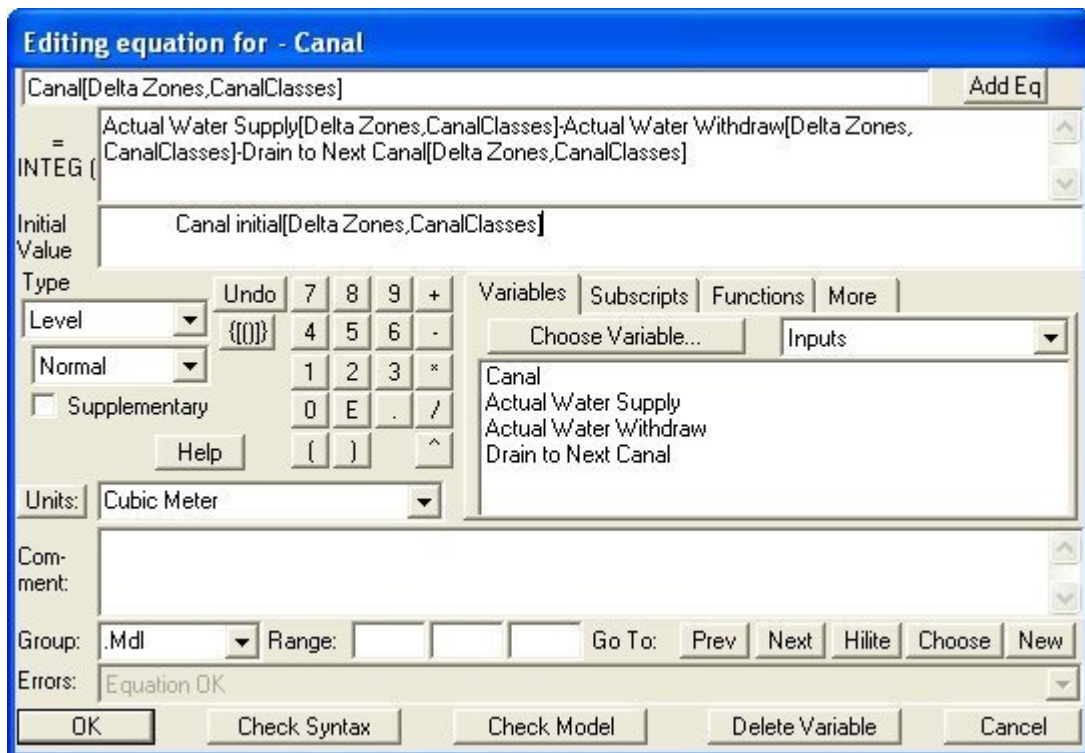 Editing equation for - Canal
Canal[Delta Zones,CanalClasses]
Add Eq
=
INTEG (
Actual Water Supply[Delta Zones,CanalClasses]-Actual Water Withdraw[Delta Zones,
CanalClasses]-Drain to Next Canal[Delta Zones,CanalClasses]
Initial
Value
Canal initial[Delta Zones,CanalClasses]
Type
Level
Normal
Supplementary
Help
Undo 7 8 9 +
{[()]} 4 5 6 -
1 2 3 *
0 E . /
( ) ^
Variables Subscripts Functions More
Choose Variable... Inputs
Canal
Actual Water Supply
Actual Water Withdraw
Drain to Next Canal
Units: Cubic Meter
Com-
ment:
Group: .Mdl Range: Go To: Prev Next Hilite Choose New
Errors: Equation OK
OK Check Syntax Check Model Delete Variable Cancel